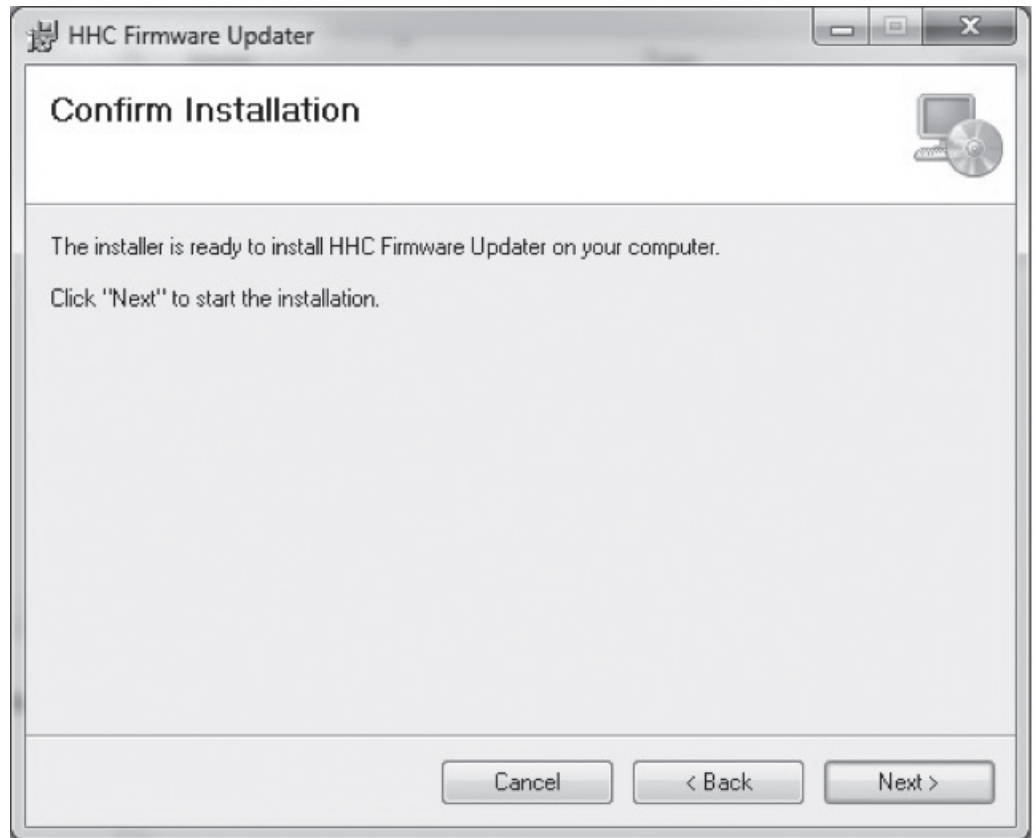 HHC Firmware Updater
Confirm Installation
The installer is ready to install HHC Firmware Updater on your computer.
Click "Next" to start the installation.
Cancel
< Back
Next >